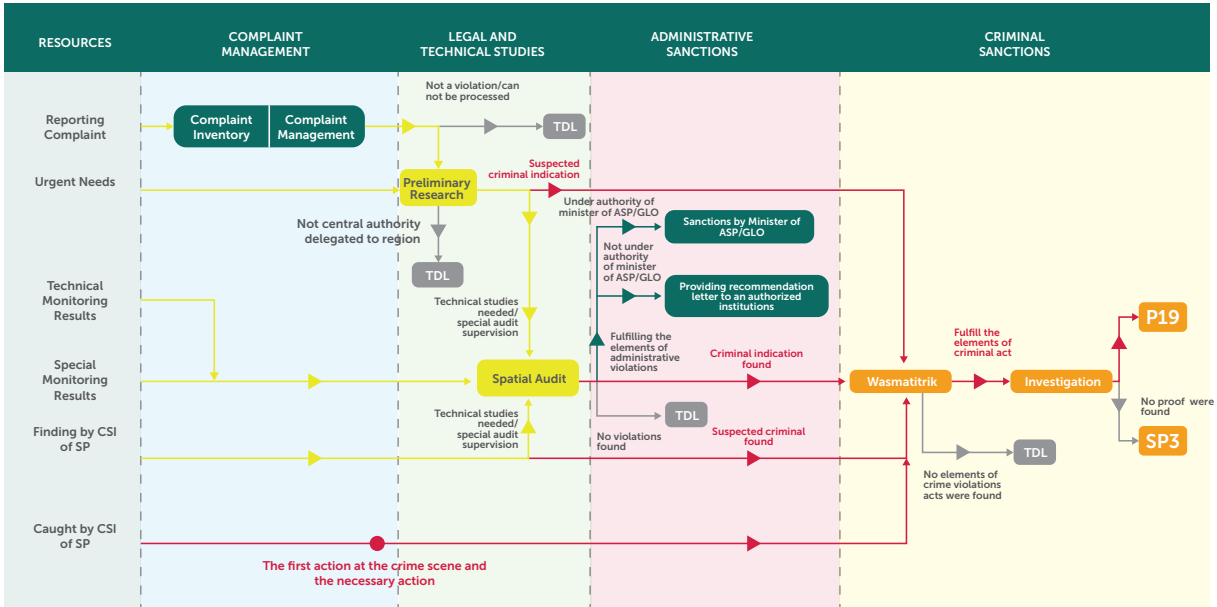 RESOURCES
COMPLAINT
MANAGEMENT
LEGAL AND
TECHNICAL STUDIES
ADMINISTRATIVE
SANCTIONS
CRIMINAL
SANCTIONS
Reporting
Complaint
Complaint
Inventory
Complaint
Management
Not a violation/can
not be processed
TDL
Urgent Needs
Preliminary
Research
Suspected
criminal indication
Not central authority
delegated to region
TDL
Under authority of
minister of ASP/GLO
Sanctions by Minister of
ASP/GLO
Not under
authority
of minister
of ASP/GLO
Providing recommendation
letter to an authorized
institutions
Technical
Monitoring
Results
Technical studies
needed/
special audit
supervision
Fulfilling the
elements of
administrative
violations
Special
Monitoring
Results
Spatial Audit
Criminal indication
found
Wasmatitrik
Fulfill the
elements of
criminal act
Investigation
P19
No proof were
found
SP3
TDL
No violations
found
Finding by CSI
of SP
Technical studies
needed/
special audit
supervision
Suspected criminal
found
TDL
No elements of
crime violations
acts were found
Caught by CSI
of SP
The first action at the crime scene and
the necessary action